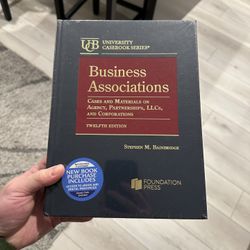 UCB
UNIVERSITY
CASEBOOK SERIES®
Business
Associations
CASES AND MATERIALS ON
AGENCY, PARTNERSHIPS, LLCS,
AND CORPORATIONS
TWELFTH EDITION
STEPHEN M. BAINBRIDGE
NEW BOOK
PURCHASE
INCLUDES
FOUNDATION
PRESS